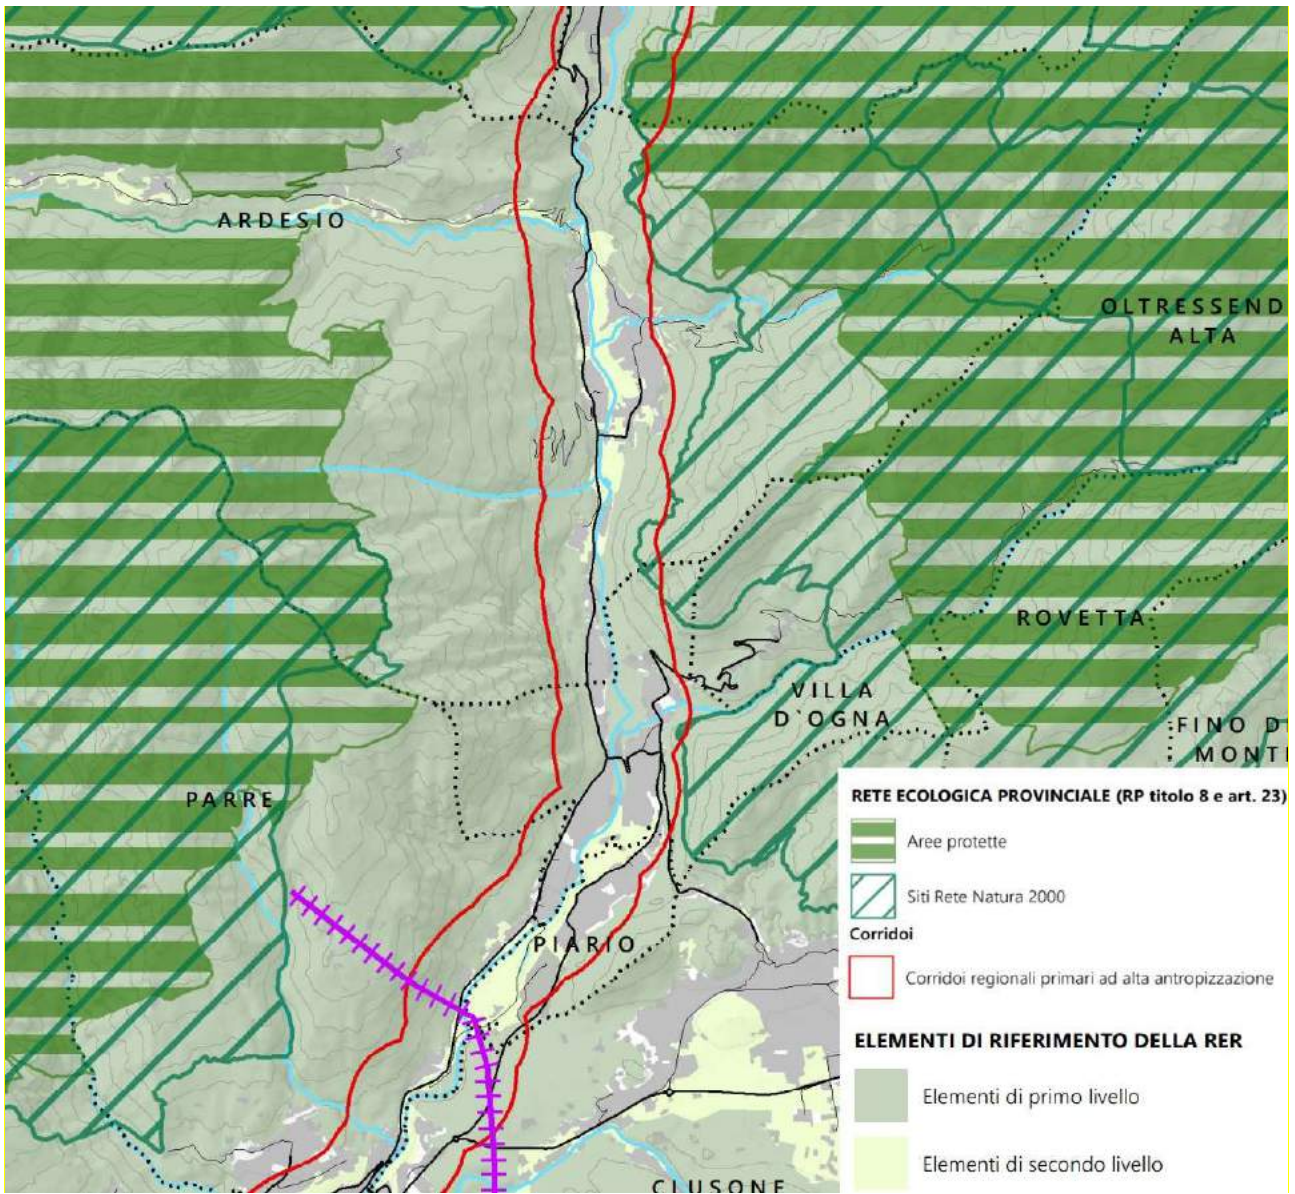 ARDESIO
OLTRESSEND
ALTA
ROVETTA
VILLA
D'OGNA
FINO D
MONT
PARRE
PIARIO
CLUSONE
RETE ECOLOGICA PROVINCIALE (RP titolo 8 e art. 23)
Aree protette
Siti Rete Natura 2000
Corridoi
Corridoi regionali primari ad alta antropizzazione
ELEMENTI DI RIFERIMENTO DELLA RER
Elementi di primo livello
Elementi di secondo livello